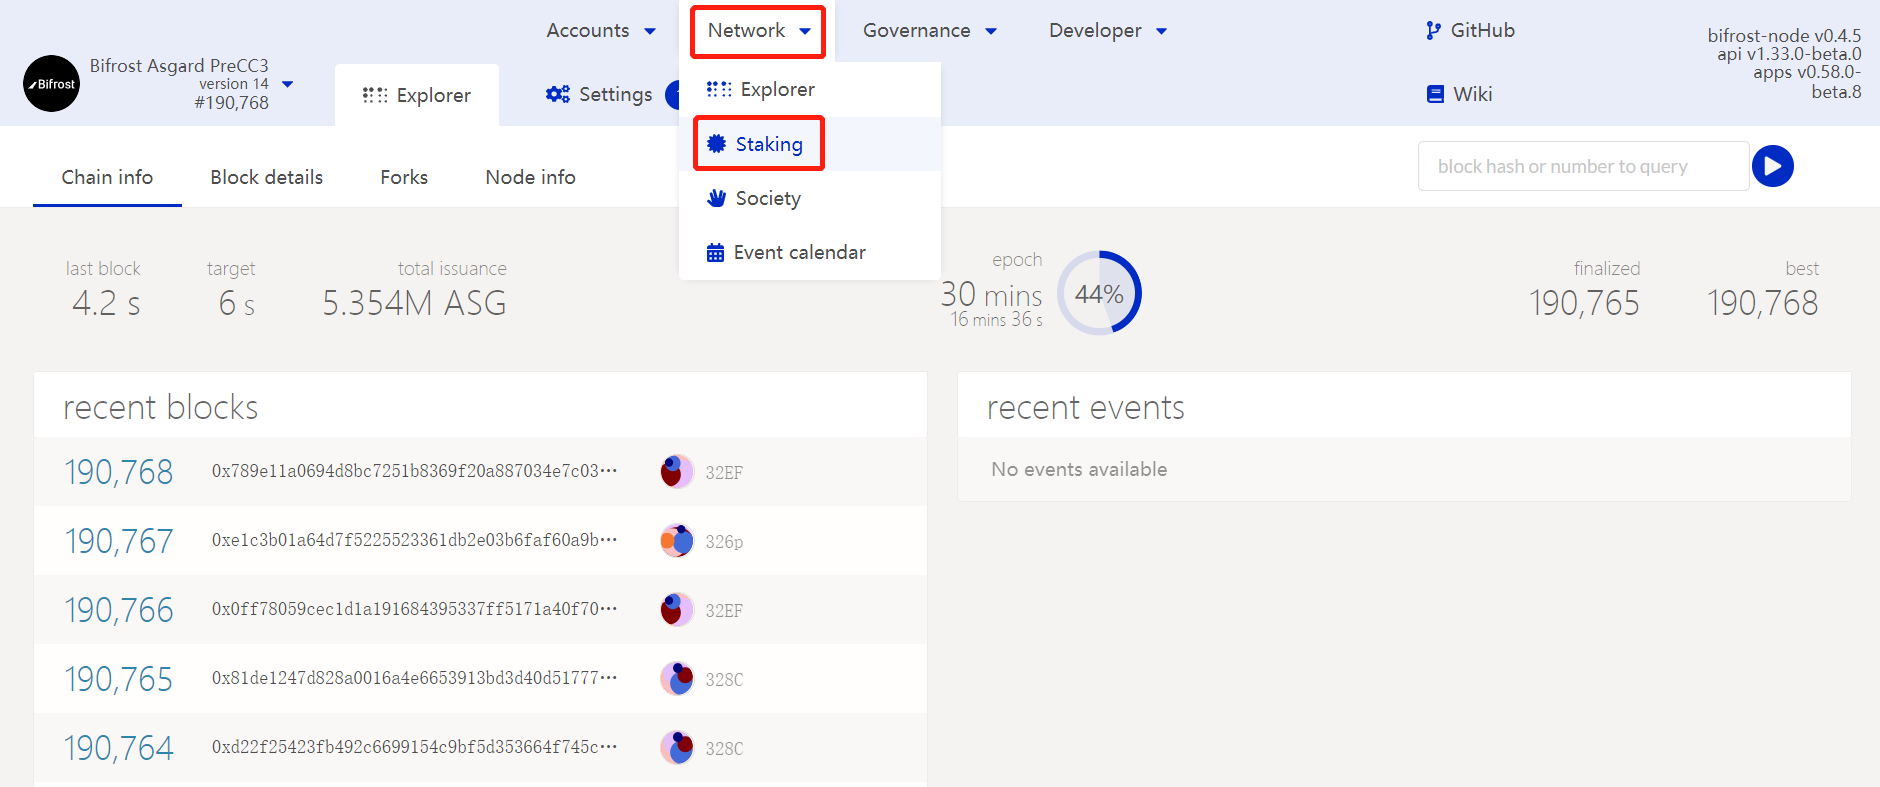 Accounts
Network
Governance
Developer
GitHub
bifrost-node v0.4.5
api v1.33.0-beta.0
apps v0.58.0-
beta.8
Bifrost
Bifrost Asgard PreCC3
version 14
#190,768
Explorer
Settings
Explorer
Staking
Society
Event calendar
Wiki
Chain info
Block details
Forks
Node info
block hash or number to query
last block
4.2 s
target
6 s
total issuance
5.354M ASG
epoch
30 mins
16 mins 36 s
44%
finalized
190,765
best
190,768
recent blocks
190,768 0x789e11a0694d8bc7251b8369f20a887034e7c03··· 32EF
190,767 0xe1c3b01a64d7f5225523361db2e03b6faf60a9b··· 326p
190,766 0x0ff78059cec1d1a191684395337ff5171a40f70··· 32EF
190,765 0x81de1247d828a0016a4e6653913bd3d40d51777··· 328C
190,764 0xd22f25423fb492c6699154c9bf5d353664f745c··· 328C
recent events
No events available